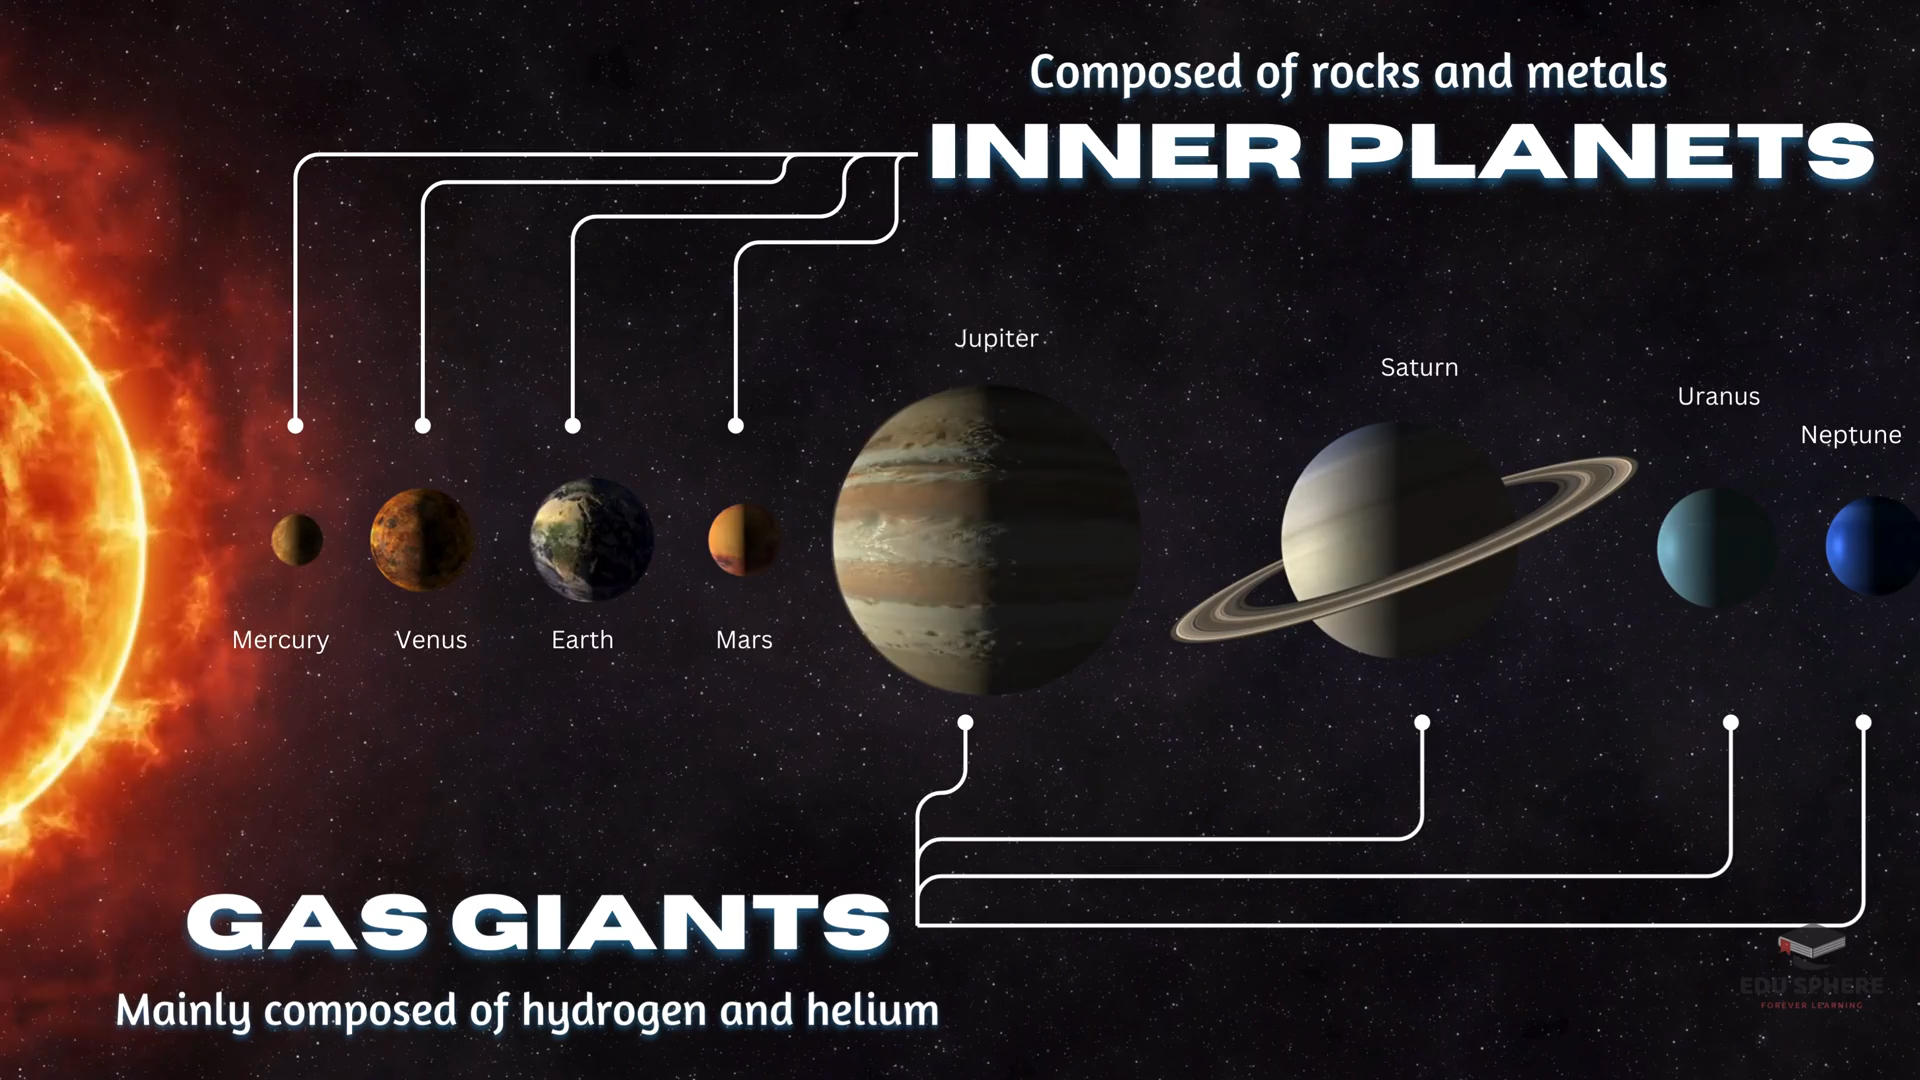 Composed of rocks and metals
INNER PLANETS
Jupiter
Saturn
Uranus
Neptune
Mercury
Venus
Earth
Mars
GAS GIANTS
Mainly composed of hydrogen and helium
EDU SPHERE
FOREVER LEARNING